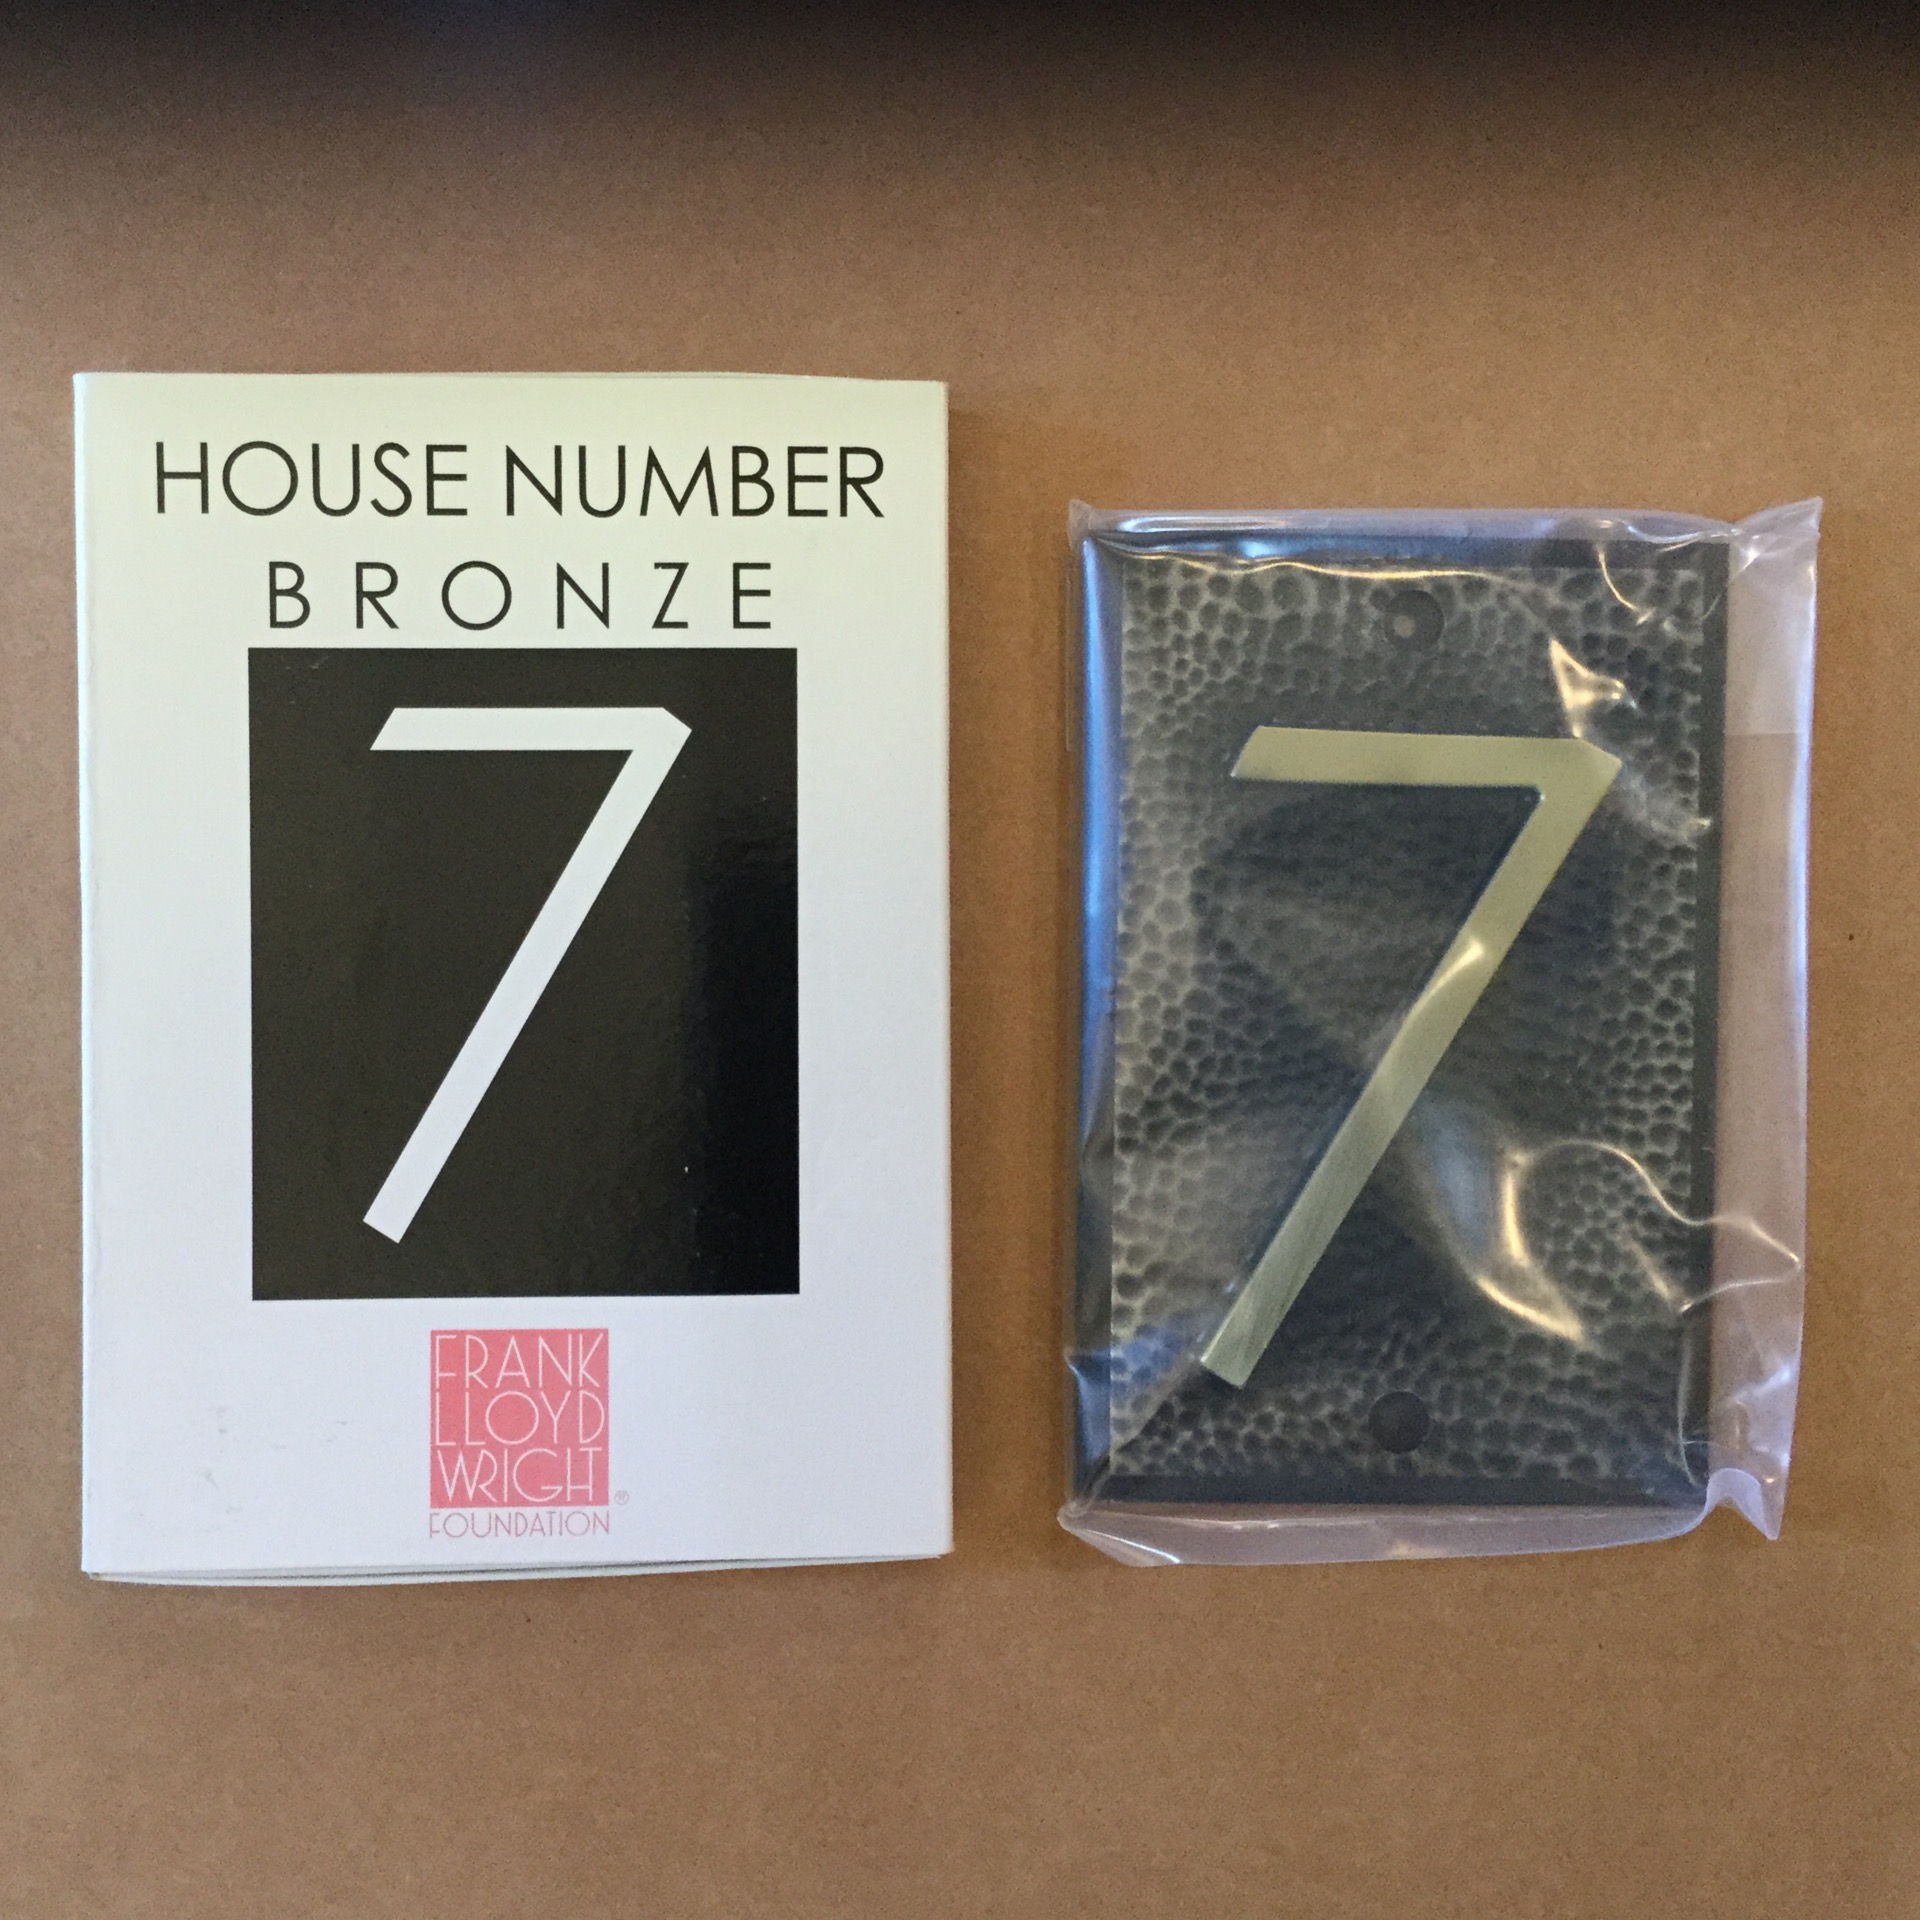 HOUSE NUMBER
BRONZE
7
FRANK
LLOYD
WRIGHT ®
FOUNDATION
7